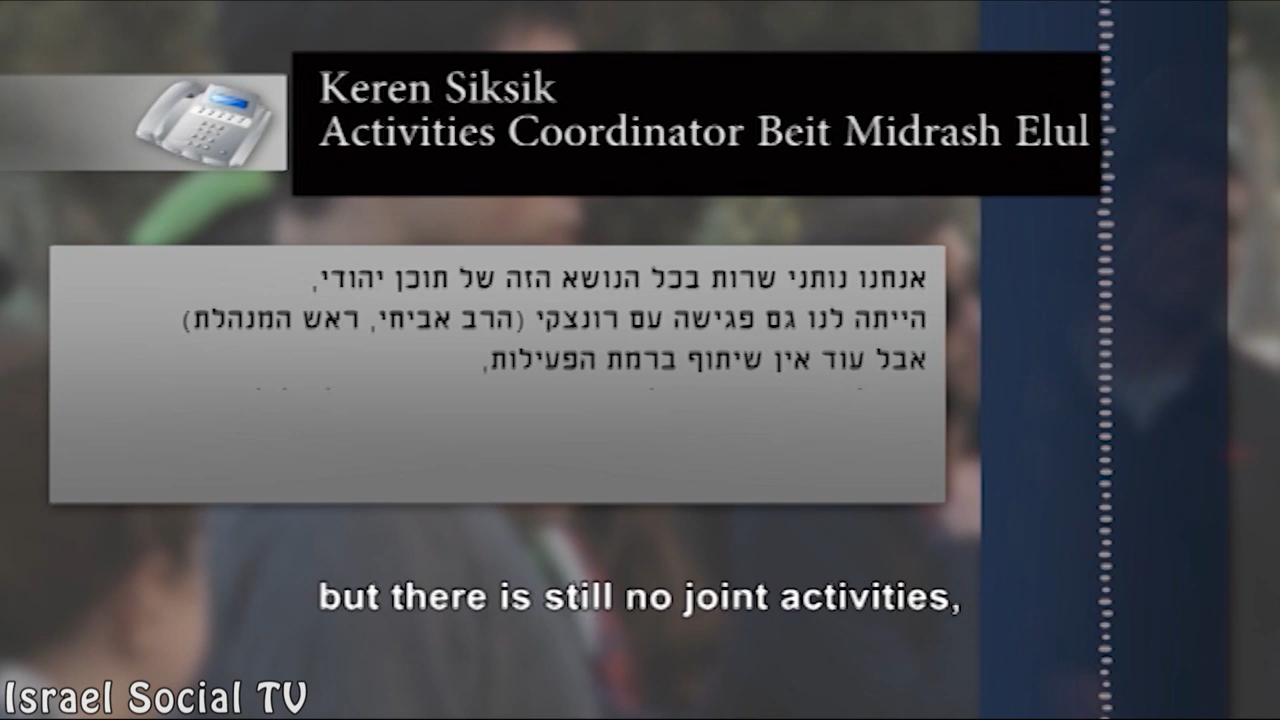 Keren Siksik
Activities Coordinator Beit Midrash Elul
אנחנו נותני שרות בכל הנושא הזה של תוכן יהודי,
הייתה לנו גם פגישה עם רונצקי (הרב אביחי, ראש המנהלת)
אבל עוד אין שיתוף ברמת הפעילות,
but there is still no joint activities,
Israel Social TV